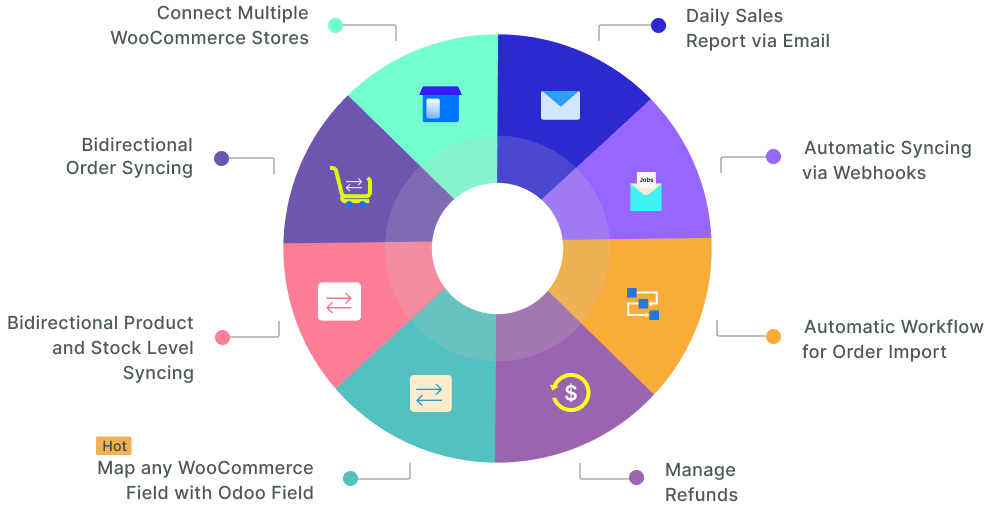 Connect Multiple
WooCommerce Stores
Daily Sales
Report via Email
Bidirectional
Order Syncing
Automatic Syncing
via Webhooks
Jobs
Bidirectional Product
and Stock Level
Syncing
Automatic Workflow
for Order Import
$
Hot
Map any WooCommerce
Field with Odoo Field
Manage
Refunds